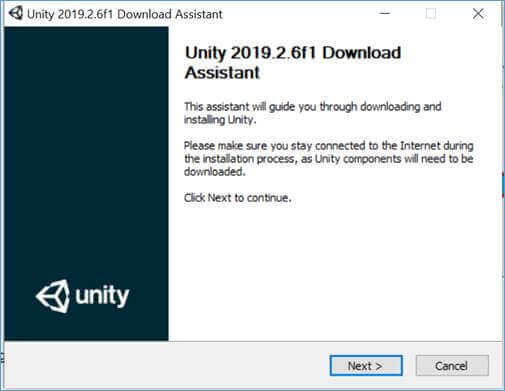 Unity 2019.2.6f1 Download Assistant
Unity 2019.2.6f1 Download
Assistant
This assistant will guide you through downloading and
installing Unity.
Please make sure you stay connected to the Internet during
the installation process, as Unity components will need to be
downloaded.
Click Next to continue.
unity
Next >
Cancel